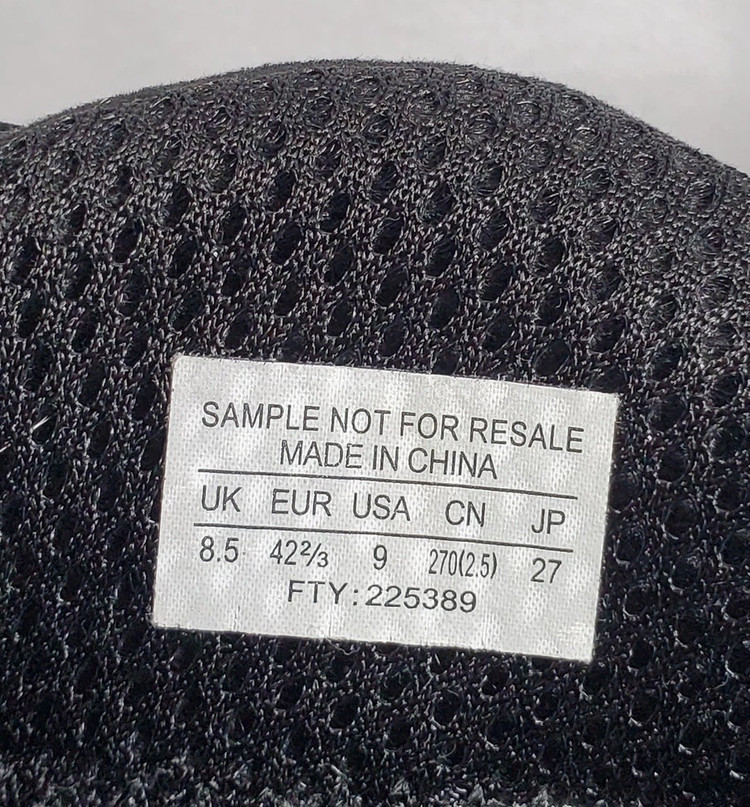 SAMPLE NOT FOR RESALE
MADE IN CHINA
UK EUR USA CN JP
8.5 42⅔ 9 270(2.5) 27
FTY:225389